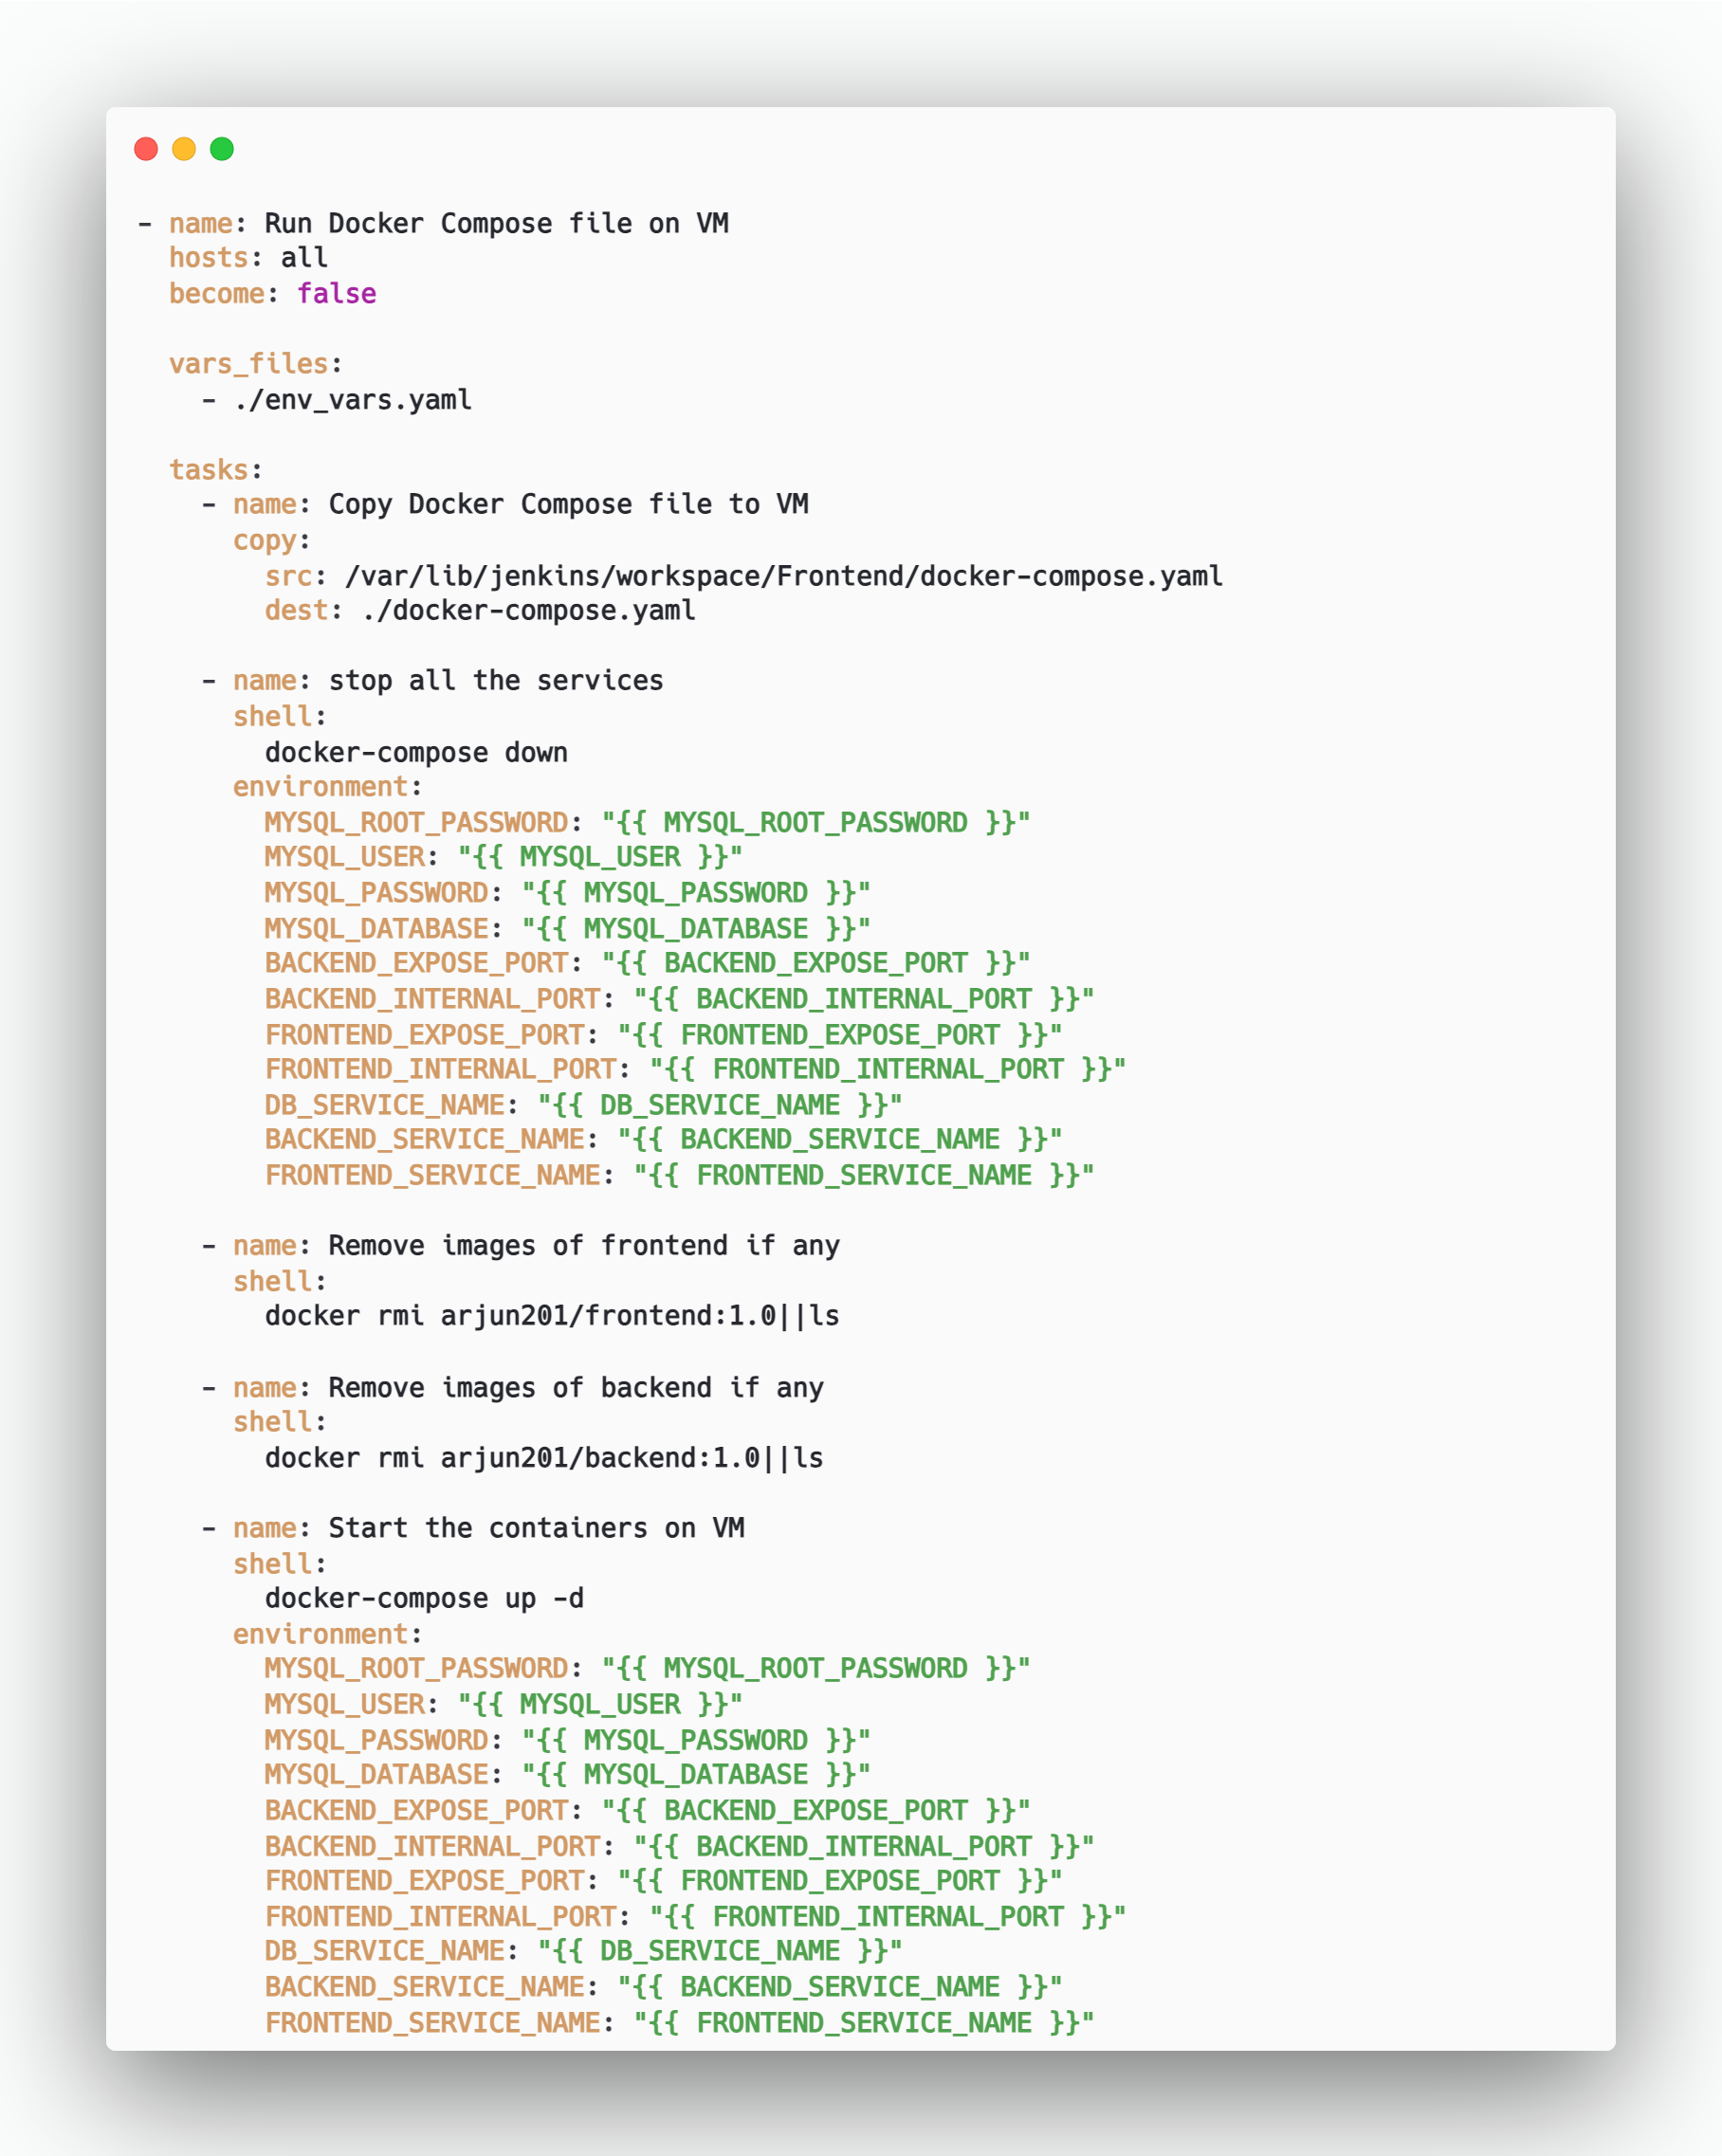 - name: Run Docker Compose file on VM
  hosts: all
  become: false

  vars_files:
    - ./env_vars.yaml

  tasks:
    - name: Copy Docker Compose file to VM
      copy:
        src: /var/lib/jenkins/workspace/Frontend/docker-compose.yaml
        dest: ./docker-compose.yaml

    - name: stop all the services
      shell:
        docker-compose down
      environment:
        MYSQL_ROOT_PASSWORD: "{{ MYSQL_ROOT_PASSWORD }}"
        MYSQL_USER: "{{ MYSQL_USER }}"
        MYSQL_PASSWORD: "{{ MYSQL_PASSWORD }}"
        MYSQL_DATABASE: "{{ MYSQL_DATABASE }}"
        BACKEND_EXPOSE_PORT: "{{ BACKEND_EXPOSE_PORT }}"
        BACKEND_INTERNAL_PORT: "{{ BACKEND_INTERNAL_PORT }}"
        FRONTEND_EXPOSE_PORT: "{{ FRONTEND_EXPOSE_PORT }}"
        FRONTEND_INTERNAL_PORT: "{{ FRONTEND_INTERNAL_PORT }}"
        DB_SERVICE_NAME: "{{ DB_SERVICE_NAME }}"
        BACKEND_SERVICE_NAME: "{{ BACKEND_SERVICE_NAME }}"
        FRONTEND_SERVICE_NAME: "{{ FRONTEND_SERVICE_NAME }}"

    - name: Remove images of frontend if any
      shell:
        docker rmi arjun201/frontend:1.0||ls

    - name: Remove images of backend if any
      shell:
        docker rmi arjun201/backend:1.0||ls

    - name: Start the containers on VM
      shell:
        docker-compose up -d
      environment:
        MYSQL_ROOT_PASSWORD: "{{ MYSQL_ROOT_PASSWORD }}"
        MYSQL_USER: "{{ MYSQL_USER }}"
        MYSQL_PASSWORD: "{{ MYSQL_PASSWORD }}"
        MYSQL_DATABASE: "{{ MYSQL_DATABASE }}"
        BACKEND_EXPOSE_PORT: "{{ BACKEND_EXPOSE_PORT }}"
        BACKEND_INTERNAL_PORT: "{{ BACKEND_INTERNAL_PORT }}"
        FRONTEND_EXPOSE_PORT: "{{ FRONTEND_EXPOSE_PORT }}"
        FRONTEND_INTERNAL_PORT: "{{ FRONTEND_INTERNAL_PORT }}"
        DB_SERVICE_NAME: "{{ DB_SERVICE_NAME }}"
        BACKEND_SERVICE_NAME: "{{ BACKEND_SERVICE_NAME }}"
        FRONTEND_SERVICE_NAME: "{{ FRONTEND_SERVICE_NAME }}"